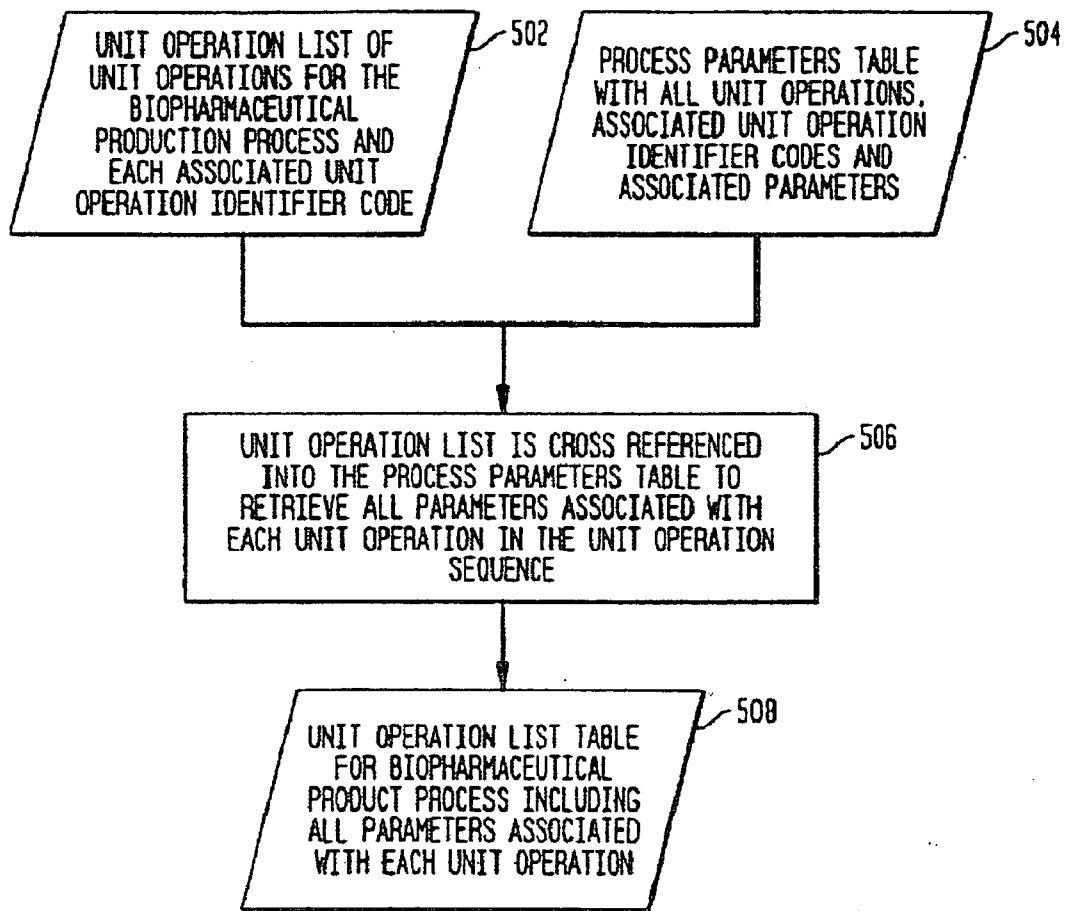 UNIT OPERATION LIST OF
UNIT OPERATIONS FOR THE
BIOPHARMACEUTICAL
PRODUCTION PROCESS AND
EACH ASSOCIATED UNIT
OPERATION IDENTIFIER CODE
502
PROCESS PARAMETERS TABLE
WITH ALL UNIT OPERATIONS,
ASSOCIATED UNIT OPERATION
IDENTIFIER CODES AND
ASSOCIATED PARAMETERS
504
UNIT OPERATION LIST IS CROSS REFERENCED
INTO THE PROCESS PARAMETERS TABLE TO
RETRIEVE ALL PARAMETERS ASSOCIATED WITH
EACH UNIT OPERATION IN THE UNIT OPERATION
SEQUENCE
506
UNIT OPERATION LIST TABLE
FOR BIOPHARMACEUTICAL
PRODUCT PROCESS INCLUDING
ALL PARAMETERS ASSOCIATED
WITH EACH UNIT OPERATION
508